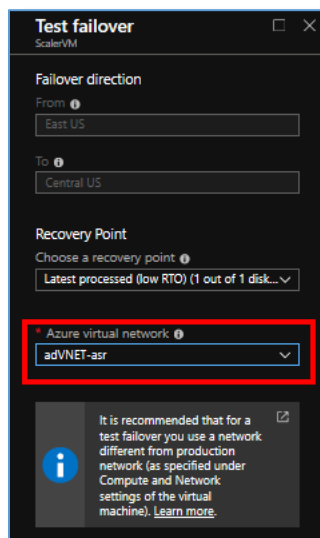 Test failover
ScalerVM
Failover direction
From
East US
To
Central US
Recovery Point
Choose a recovery point
Latest processed (low RTO) (1 out of 1 disk...
* Azure virtual network
adVNET-asr
It is recommended that for a
test failover you use a network
different from production
network (as specified under
Compute and Network
settings of the virtual
machine). Learn more.